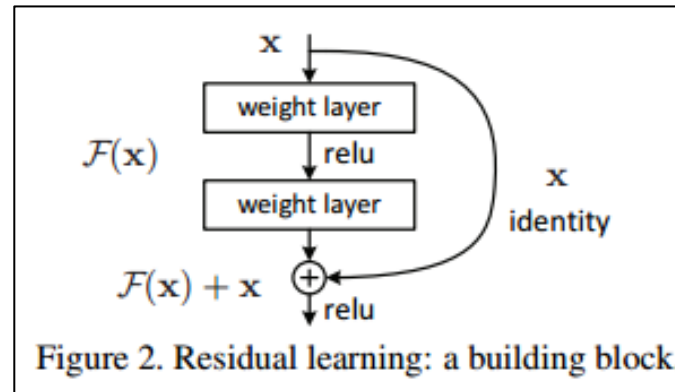 x
weight layer
F(x)
relu
weight layer
x
identity
F(x) + x
relu
Figure 2. Residual learning: a building block